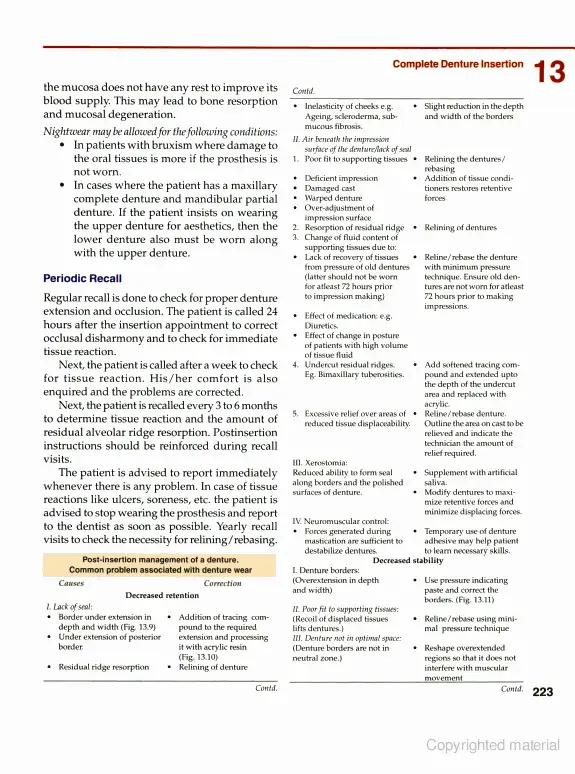 Complete Denture Insertion 13
the mucosa does not have any rest to improve its
blood supply. This may lead to bone resorption
and mucosal degeneration.
Nightwear may be allowed for the following conditions:
• In patients with bruxism where damage to
the oral tissues is more if the prosthesis is
not worn.
• In cases where the patient has a maxillary
complete denture and mandibular partial
denture. If the patient insists on wearing
the upper denture for aesthetics, then the
lower denture also must be worn along
with the upper denture.
Periodic Recall
Regular recall is done to check for proper denture
extension and occlusion. The patient is called 24
hours after the insertion appointment to correct
occlusal disharmony and to check for immediate
tissue reaction.
Next, the patient is called after a week to check
for tissue reaction. His/her comfort is also
enquired and the problems are corrected.
Next, the patient is recalled every 3 to 6 months
to determine tissue reaction and the amount of
residual alveolar ridge resorption. Postinsertion
instructions should be reinforced during recall
visits.
The patient is advised to report immediately
whenever there is any problem. In case of tissue
reactions like ulcers, soreness, etc. the patient is
advised to stop wearing the prosthesis and report
to the dentist as soon as possible. Yearly recall
visits to check the necessity for relining/rebasing.
Post-insertion management of a denture.
Common problem associated with denture wear
Causes Correction
Decreased retention
I. Lack of seal:
• Border under extension in • Addition of tracing com-
depth and width (Fig. 13.9) pound to the required
• Under extension of posterior extension and processing
border. it with acrylic resin
(Fig. 13.10)
• Residual ridge resorption • Relining of denture
Contd.
Contd.
• Inelasticity of cheeks e.g. • Slight reduction in the depth
Ageing, scleroderma, sub- and width of the borders
mucous fibrosis.
II. Air beneath the impression
surface of the denture/lack of seal
1. Poor fit to supporting tissues • Relining the dentures/
rebasing
• Deficient impression • Addition of tissue condi-
• Damaged cast tioners restores retentive
• Warped denture forces
• Over-adjustment of
impression surface
2. Resorption of residual ridge • Relining of dentures
3. Change of fluid content of
supporting tissues due to:
• Lack of recovery of tissues • Reline/rebase the denture
from pressure of old dentures with minimum pressure
(latter should not be worn technique. Ensure old den-
for atleast 72 hours prior tures are not worn for atleast
to impression making) 72 hours prior to making
impressions.
• Effect of medication: e.g.
Diuretics.
• Effect of change in posture
of patients with high volume
of tissue fluid
4. Undercut residual ridges. • Add softened tracing com-
Eg. Bimaxillary tuberosities. pound and extended upto
the depth of the undercut
area and replaced with
acrylic.
5. Excessive relief over areas of • Reline/rebase denture.
reduced tissue displaceability. Outline the area on cast to be
relieved and indicate the
technician the amount of
relief required.
III. Xerostomia:
Reduced ability to form seal • Supplement with artificial
along borders and the polished saliva.
surfaces of denture. • Modify dentures to maxi-
mize retentive forces and
minimize displacing forces.
IV. Neuromuscular control:
• Forces generated during • Temporary use of denture
mastication are sufficient to adhesive may help patient
destabilize dentures. to learn necessary skills.
Decreased stability
I. Denture borders:
(Overextension in depth • Use pressure indicating
and width) paste and correct the
borders. (Fig. 13.11)
II. Poor fit to supporting tissues:
(Recoil of displaced tissues • Reline/rebase using mini-
lifts dentures.) mal pressure technique
III. Denture not in optimal space:
(Denture borders are not in • Reshape overextended
neutral zone.) regions so that it does not
interfere with muscular
movement
Contd. 223
Copyrighted material